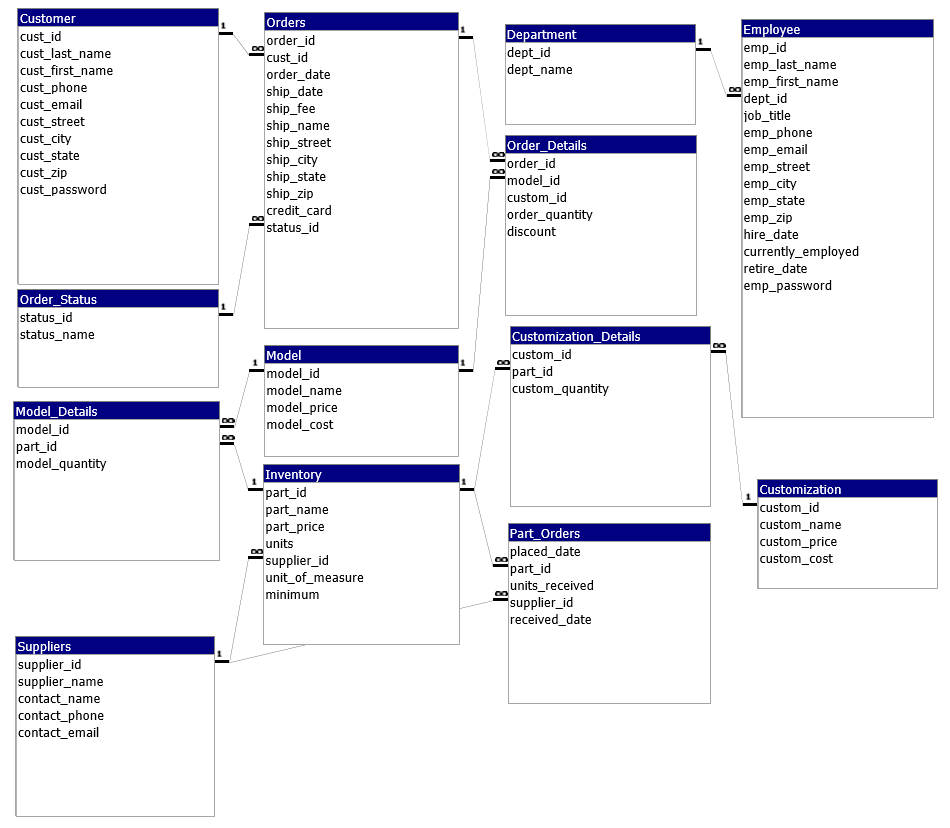 Customer
cust_id
cust_last_name
cust_first_name
cust_phone
cust_email
cust_street
cust_city
cust_state
cust_zip
cust_password
1
∞
Orders
order_id
cust_id
order_date
ship_date
ship_fee
ship_name
ship_street
ship_city
ship_state
ship_zip
credit_card
status_id
1
∞
∞
Department
dept_id
dept_name
1
∞
Employee
emp_id
emp_last_name
emp_first_name
dept_id
job_title
emp_phone
emp_email
emp_street
emp_city
emp_state
emp_zip
hire_date
currently_employed
retire_date
emp_password
Order_Details
order_id
model_id
custom_id
order_quantity
discount
Order_Status
status_id
status_name
1
∞
Model
model_id
model_name
model_price
model_cost
1
1
Customization_Details
custom_id
part_id
custom_quantity
∞
∞
Model_Details
model_id
part_id
model_quantity
∞
∞
Inventory
part_id
part_name
part_price
units
supplier_id
unit_of_measure
minimum
1
1
∞
Customization
custom_id
custom_name
custom_price
custom_cost
1
Part_Orders
placed_date
part_id
units_received
supplier_id
received_date
∞
∞
Suppliers
supplier_id
supplier_name
contact_name
contact_phone
contact_email
1